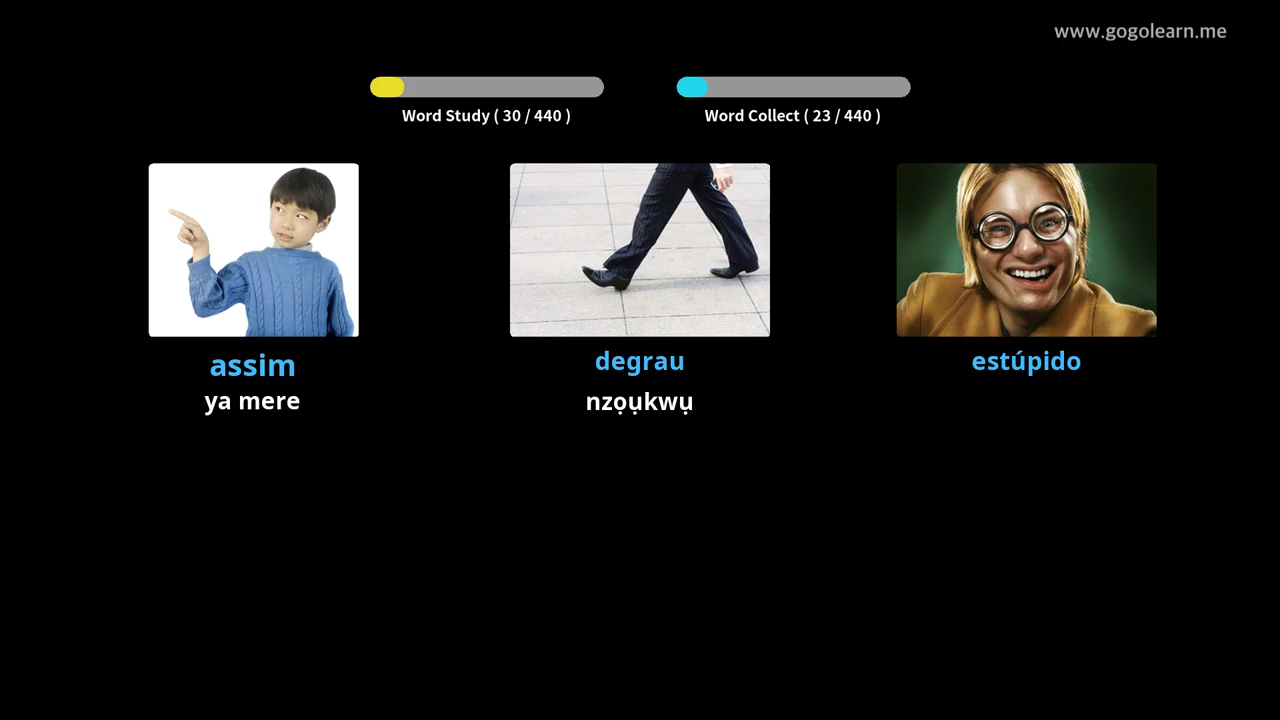 www.gogolearn.me
Word Study ( 30 / 440 )
Word Collect ( 23 / 440 )
assim
ya mere
degrau
nzọụkwụ
estúpido